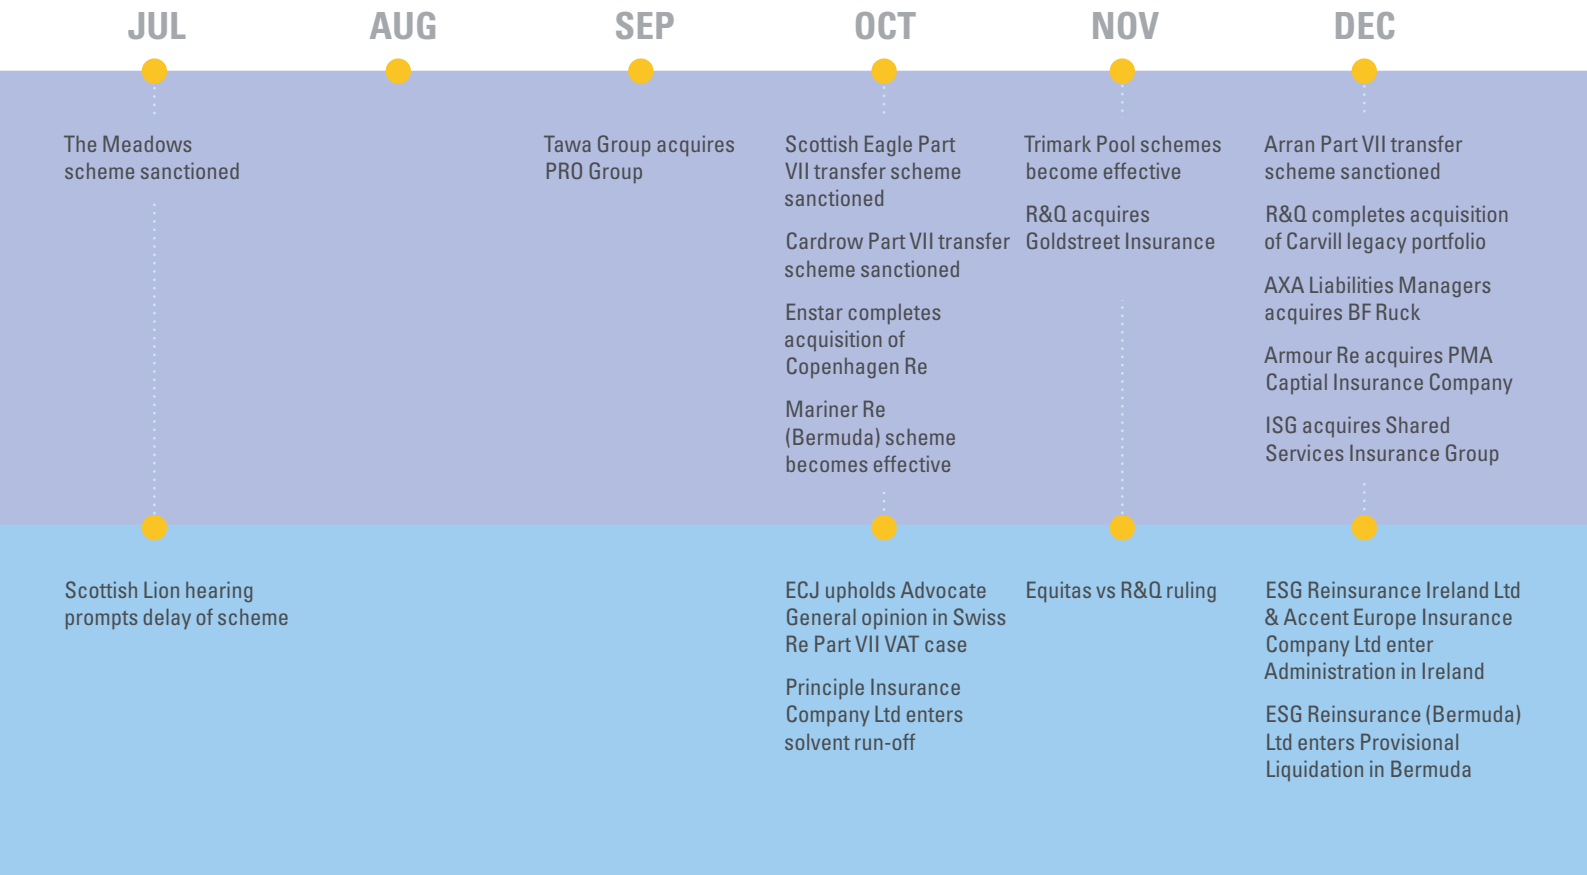 JUL
AUG
SEP
OCT
NOV
DEC
The Meadows
scheme sanctioned
Tawa Group acquires
PRO Group
Scottish Eagle Part
VII transfer scheme
sanctioned
Cardrow Part VII transfer
scheme sanctioned
Enstar completes
acquisition of
Copenhagen Re
Mariner Re
(Bermuda) scheme
becomes effective
Trimark Pool schemes
become effective
R&Q acquires
Goldstreet Insurance
Arran Part VII transfer
scheme sanctioned
R&Q completes acquisition
of Carvill legacy portfolio
AXA Liabilities Managers
acquires BF Ruck
Armour Re acquires PMA
Captial Insurance Company
ISG acquires Shared
Services Insurance Group
Scottish Lion hearing
prompts delay of scheme
ECJ upholds Advocate
General opinion in Swiss
Re Part VII VAT case
Principle Insurance
Company Ltd enters
solvent run-off
Equitas vs R&Q ruling
ESG Reinsurance Ireland Ltd
& Accent Europe Insurance
Company Ltd enter
Administration in Ireland
ESG Reinsurance (Bermuda)
Ltd enters Provisional
Liquidation in Bermuda